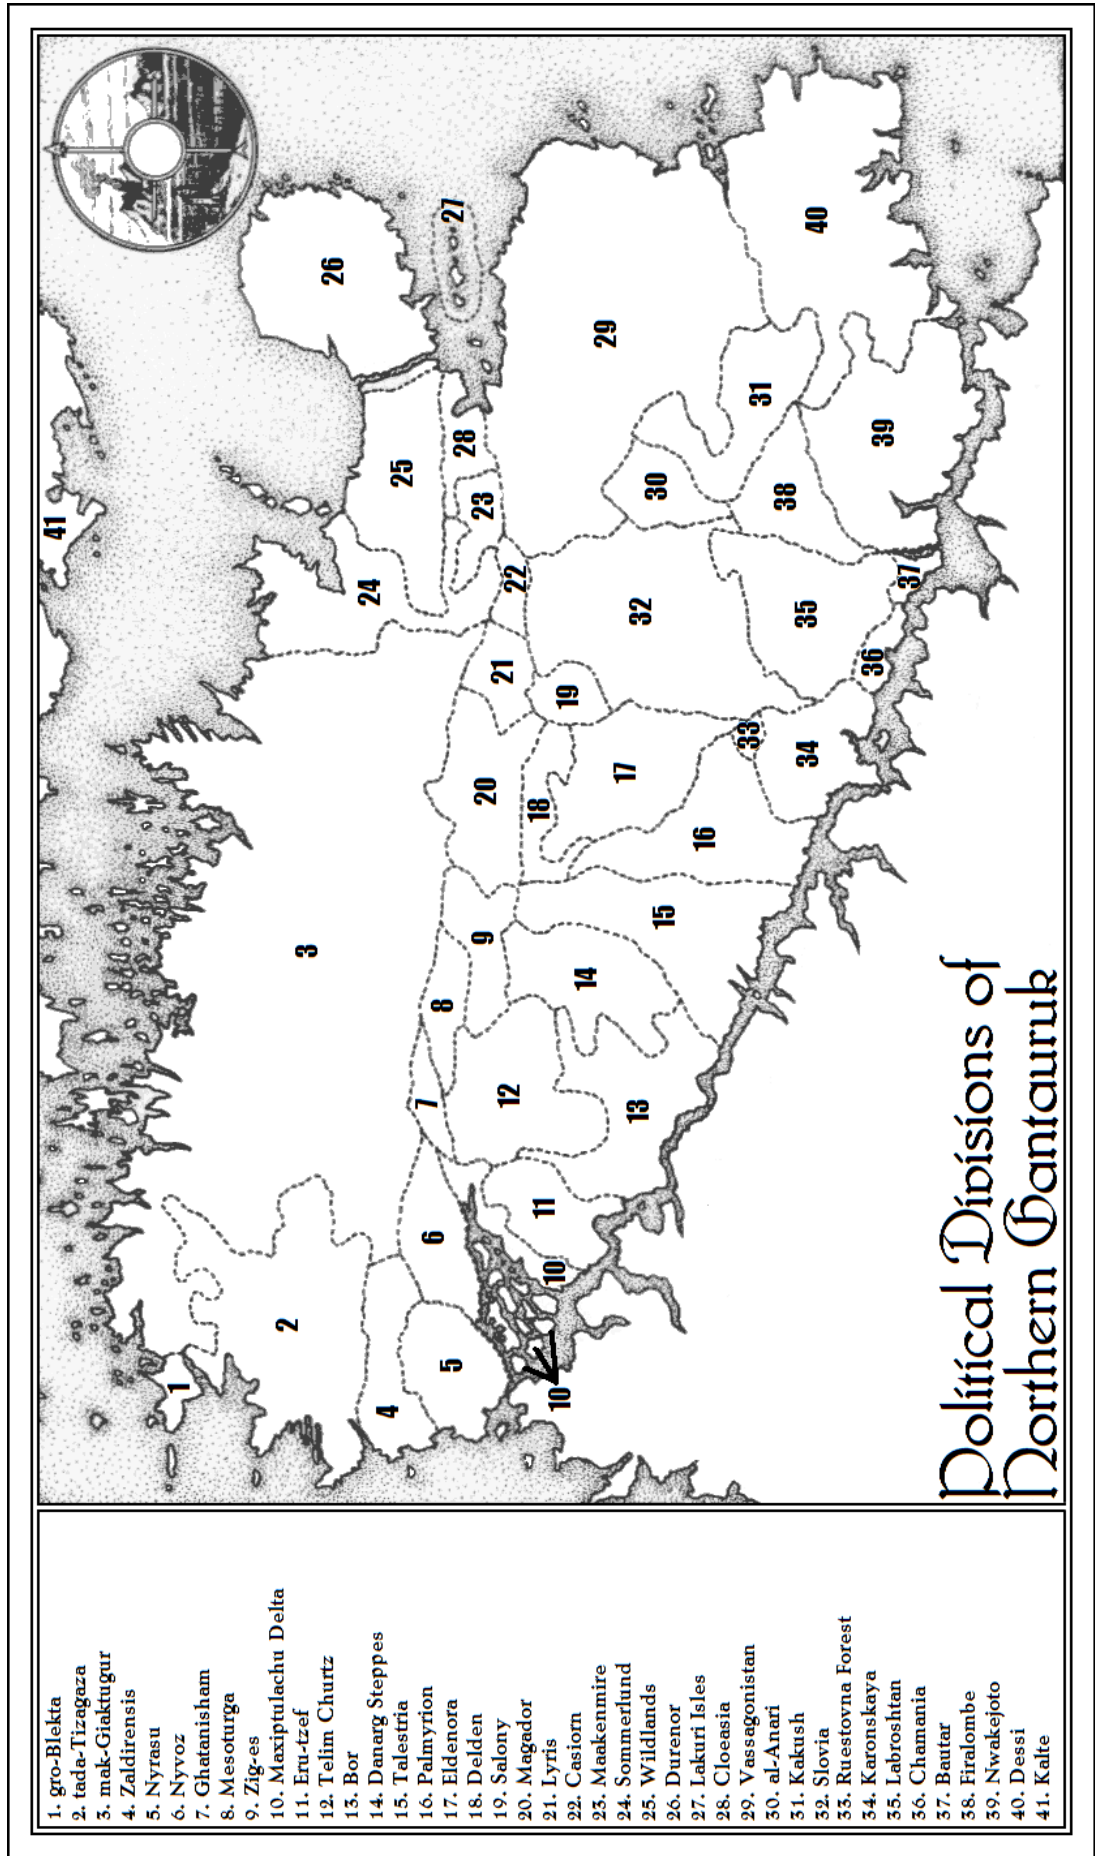 1. gro-Blekta
2. tada-Tizagaza
3. mak-Giaktugur
4. Zaldirensis
5. Nyrasu
6. Nyvoz
7. Ghatanisham
8. Mesoturga
9. Zig-es
10. Maxiptulachu Delta
11. Eru-tzef
12. Telim Churtz
13. Bor
14. Danarg Steppes
15. Talestria
16. Palmyrion
17. Eldenora
18. Delden
19. Salony
20. Magador
21. Lyris
22. Casiorn
23. Maakenmire
24. Sommerlund
25. Wildlands
26. Durenor
27. Lakuri Isles
28. Cloeasia
29. Vassagonistan
30. al-Anari
31. Kakush
32. Slovia
33. Ruestovna Forest
34. Karonskaya
35. Labroshtan
36. Chamania
37. Bautar
38. Firalombe
39. Nwakejoto
40. Dessi
41. Kalte
Political Divisions of
Northern Gantauruk
1
2
3
4
5
6
7
8
9
10
10
11
12
13
14
15
16
17
18
19
20
21
22
23
24
25
26
27
28
29
30
31
32
33
34
35
36
37
38
39
40
41